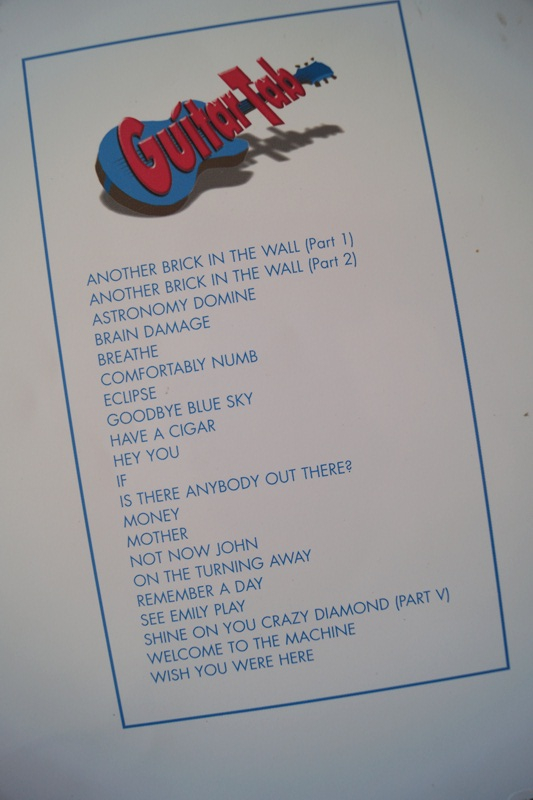 Guitar Tab
ANOTHER BRICK IN THE WALL (Part 1)
ANOTHER BRICK IN THE WALL (Part 2)
ASTRONOMY DOMINE
BRAIN DAMAGE
BREATHE
COMFORTABLY NUMB
ECLIPSE
GOODBYE BLUE SKY
HAVE A CIGAR
HEY YOU
IF
IS THERE ANYBODY OUT THERE?
MONEY
MOTHER
NOT NOW JOHN
ON THE TURNING AWAY
REMEMBER A DAY
SEE EMILY PLAY
SHINE ON YOU CRAZY DIAMOND (PART V)
WELCOME TO THE MACHINE
WISH YOU WERE HERE